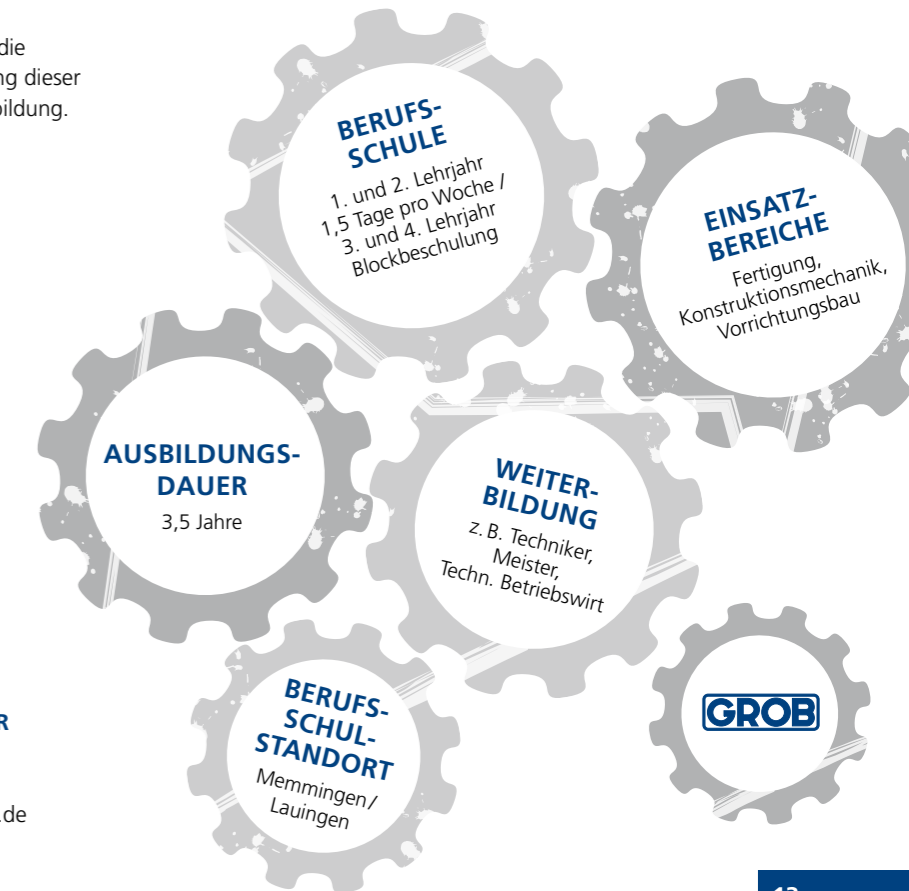 die
ng dieser
bildung.
BERUFS-
SCHULE
1. und 2. Lehrjahr
1,5 Tage pro Woche /
3. und 4. Lehrjahr
Blockbeschulung
EINSATZ-
BEREICHE
Fertigung,
Konstruktionsmechanik,
Vorrichtungsbau
AUSBILDUNGS-
DAUER
3,5 Jahre
WEITER-
BILDUNG
z. B. Techniker,
Meister,
Techn. Betriebswirt
BERUFS-
SCHUL-
STANDORT
Memmingen /
Lauingen
GROB
R
.de